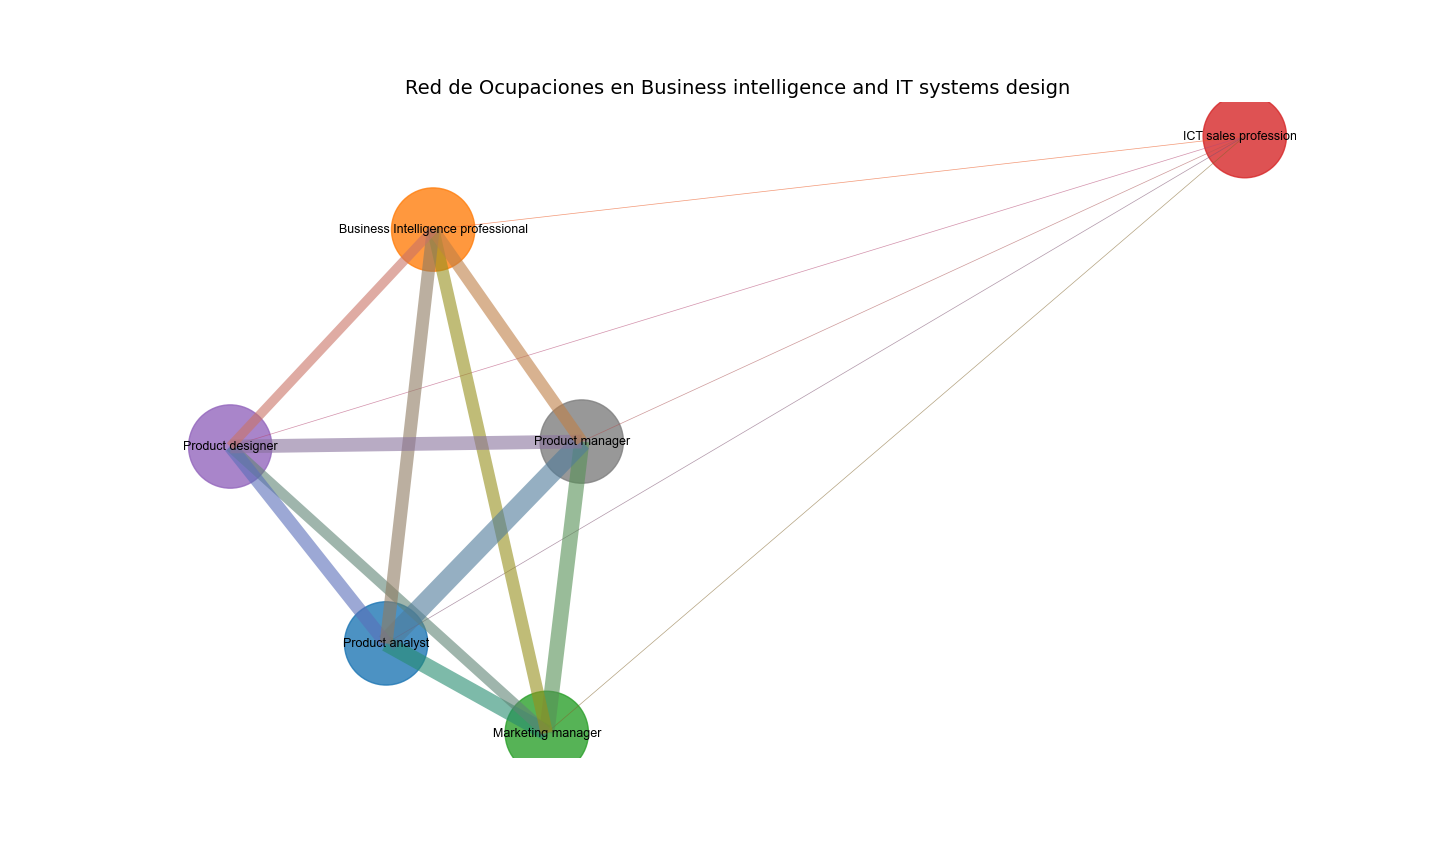 Red de Ocupaciones en Business intelligence and IT systems design
ICT sales profession
Business Intelligence professional
Product designer
Product manager
Product analyst
Marketing manager